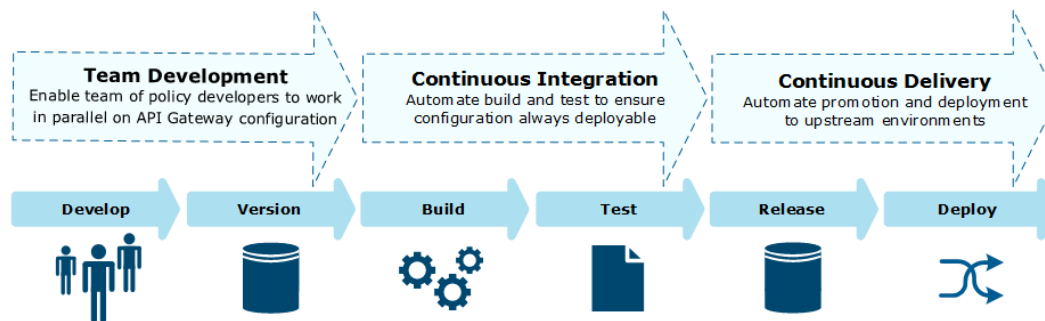 Team Development
Enable team of policy developers to work
in parallel on API Gateway configuration
Continuous Integration
Automate build and test to ensure
configuration always deployable
Continuous Delivery
Automate promotion and deployment
to upstream environments
Develop
Version
Build
Test
Release
Deploy